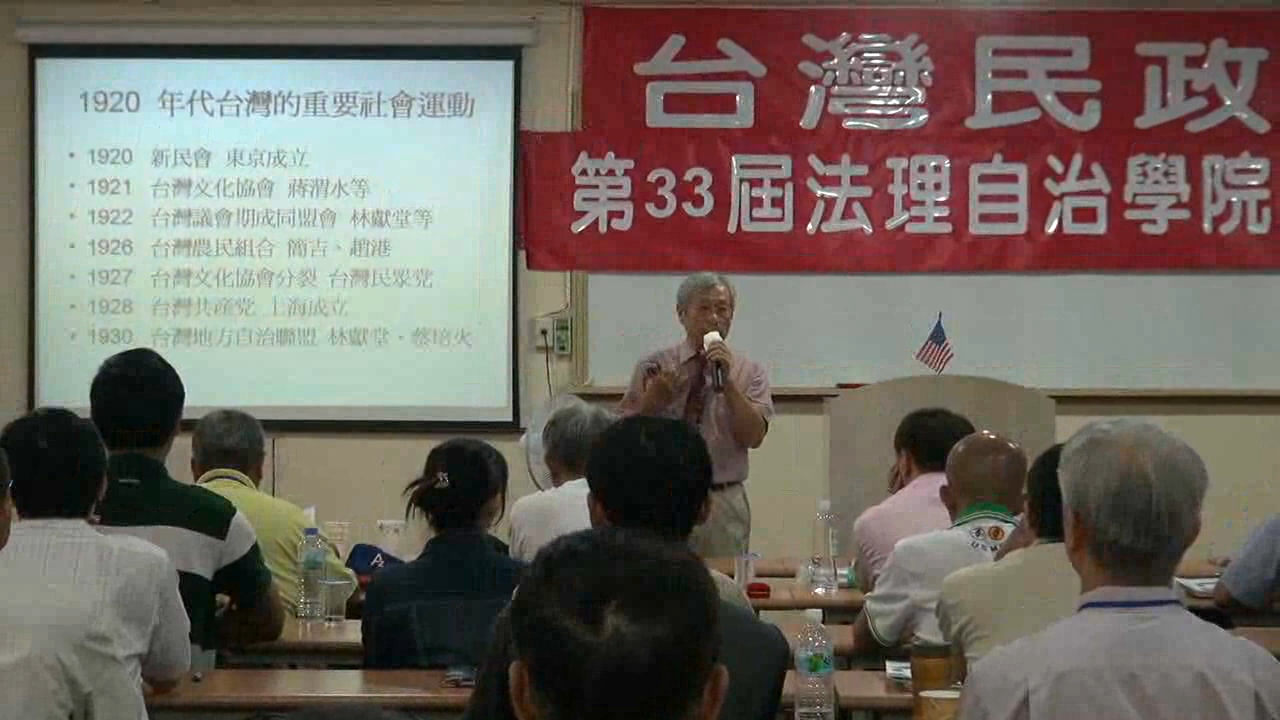 1920 年代台灣的重要社會運動
• 1920 新民會 東京成立
• 1921 台灣文化協會 蔣渭水等
• 1922 台灣議會期成同盟會 林獻堂等
• 1926 台灣農民組合 簡吉、趙港
• 1927 台灣文化協會分裂 台灣民眾党
• 1928 台灣共産党 上海成立
• 1930 台灣地方自治聯盟 林獻堂·蔡培火
台灣民政
第33屆法理自治學院